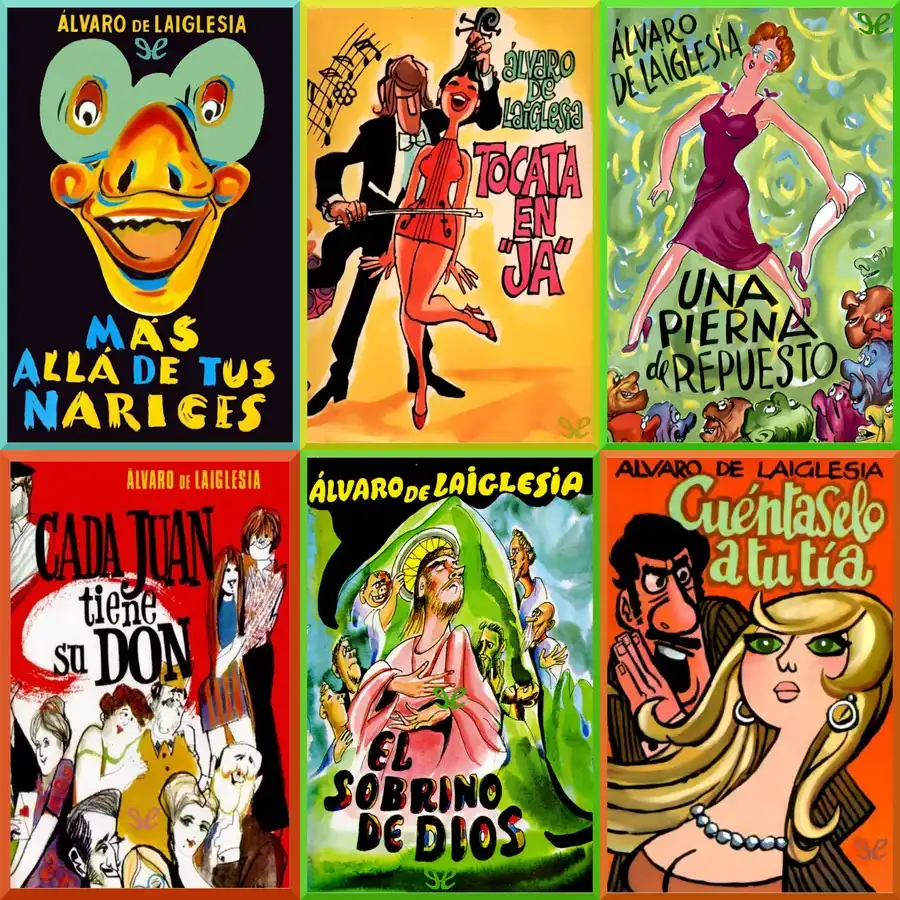 ÁLVARO DE LAIGLESIA
MÁS
ALLÁ DE TUS
NARICES
ÁLVARO
DE
LAIGLESIA
TOCATA
EN
"JA"
ÁLVARO
DE LAIGLESIA
UNA
PIERNA
de REPUESTO
ÁLVARO DE LAIGLESIA
CADA JUAN
tiene
su DON
ÁLVARO DE LAIGLESIA
EL
SOBRINO
DE DIOS
ALVARO DE LAIGLESIA
Cuéntaselo
a tu tía